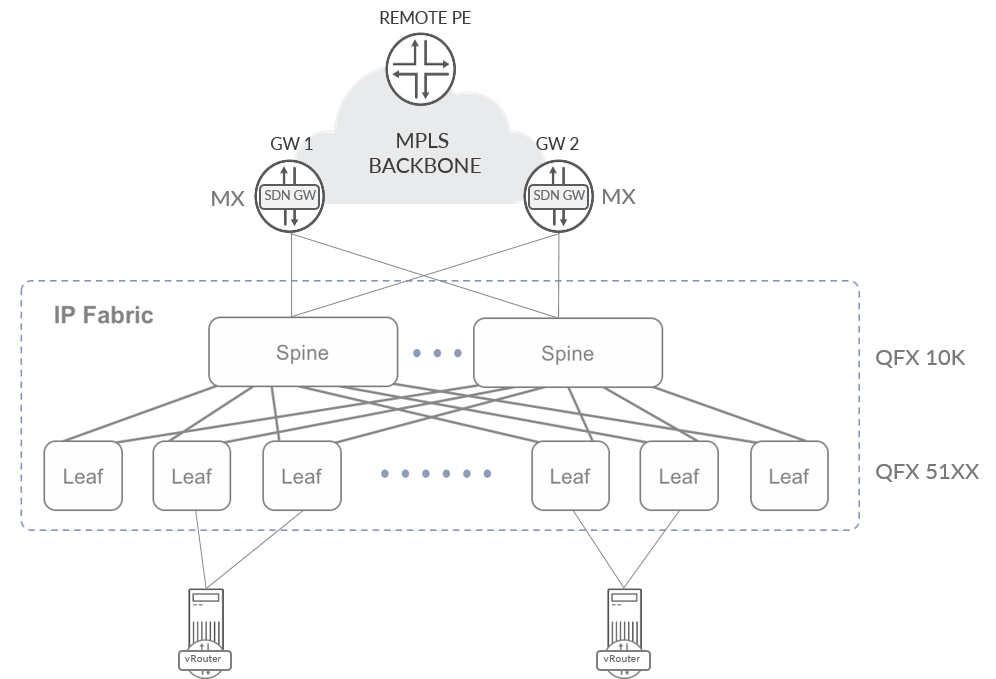 REMOTE PE
MPLS
BACKBONE
GW 1
GW 2
MX
SDN GW
SDN GW
MX
IP Fabric
Spine
Spine
QFX 10K
Leaf
Leaf
Leaf
Leaf
Leaf
Leaf
QFX 51XX
vRouter
vRouter